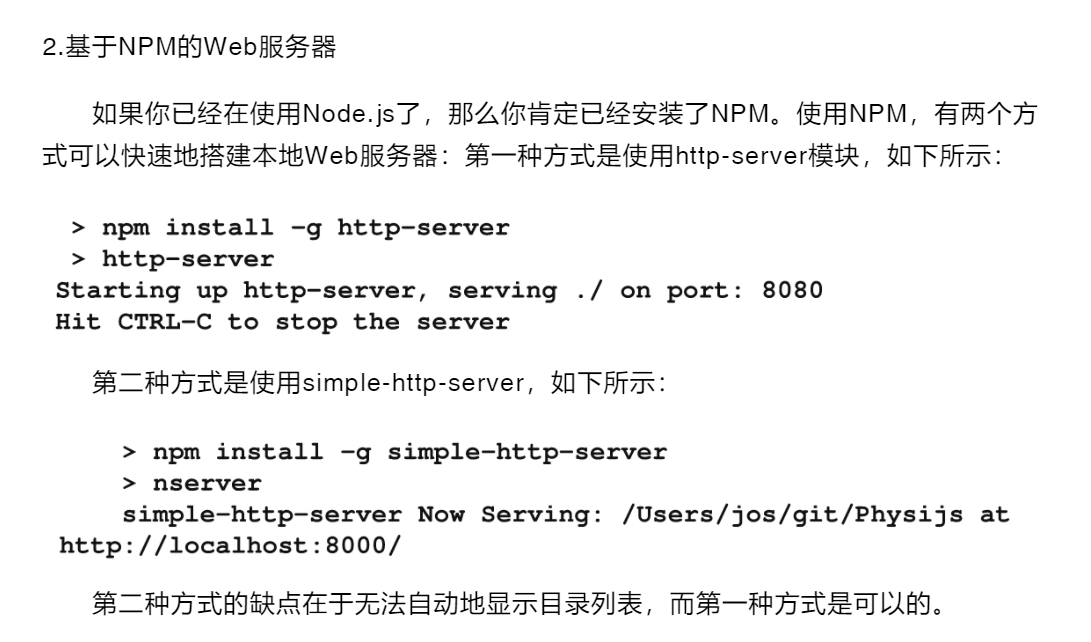 2.基于NPM的Web服务器
如果你已经在使用Node.js了，那么你肯定已经安装了NPM。使用NPM，有两个方
式可以快速地搭建本地Web服务器：第一种方式是使用http-server模块，如下所示：
> npm install -g http-server
> http-server
Starting up http-server, serving ./ on port: 8080
Hit CTRL-C to stop the server
第二种方式是使用simple-http-server，如下所示：
> npm install -g simple-http-server
> nserver
simple-http-server Now Serving: /Users/jos/git/Physijs at
http://localhost:8000/
第二种方式的缺点在于无法自动地显示目录列表，而第一种方式是可以的。